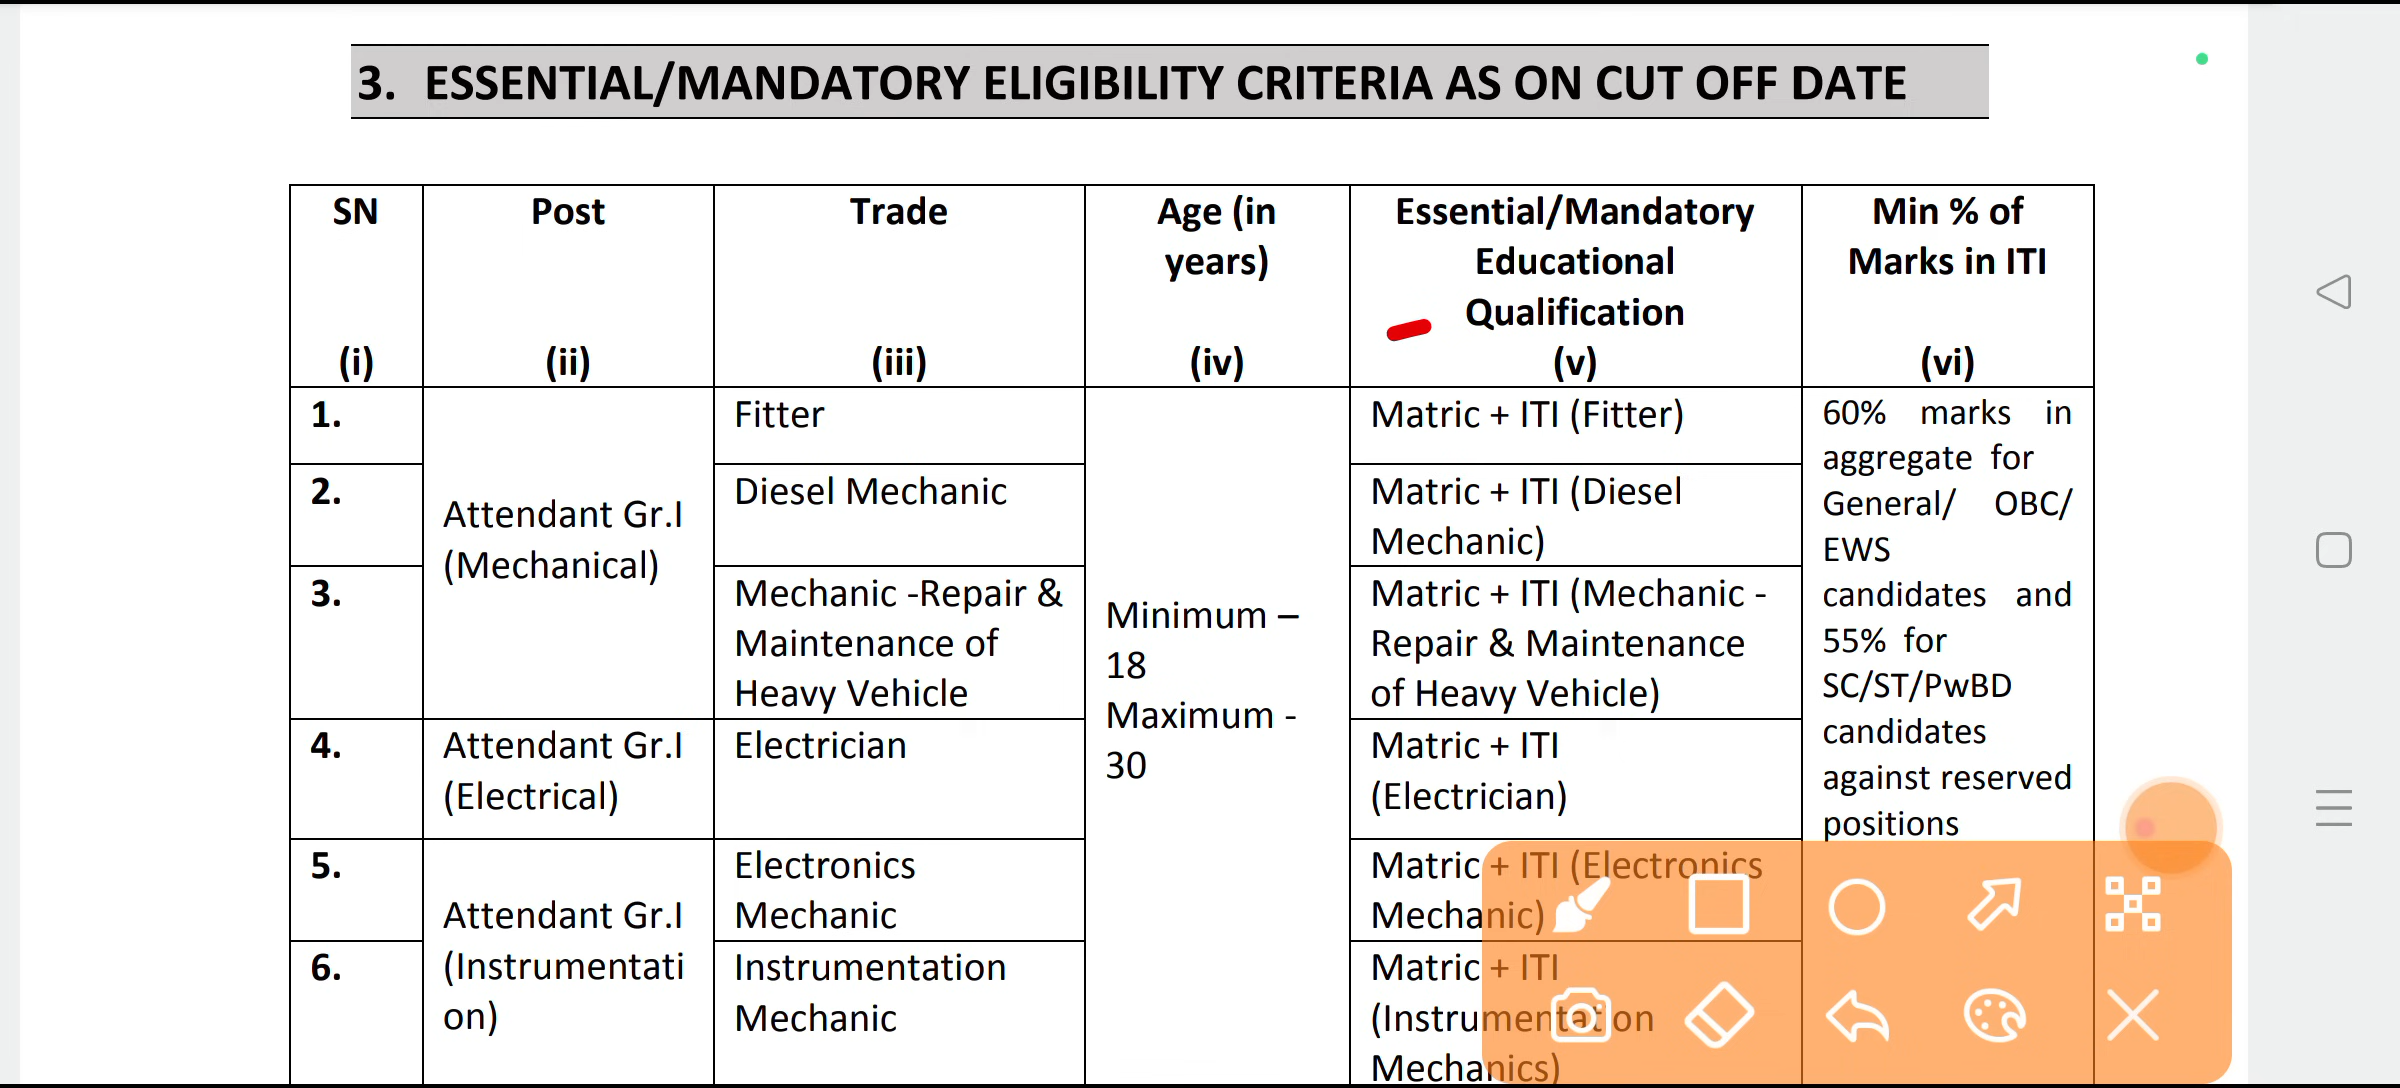 3. ESSENTIAL/MANDATORY ELIGIBILITY CRITERIA AS ON CUT OFF DATE
SN
(i)
Post
(ii)
Trade
(iii)
Age (in
years)
(iv)
Essential/Mandatory
Educational
Qualification
(v)
Min % of
Marks in ITI
(vi)
1.
Fitter
Matric + ITI (Fitter)
2.
Diesel Mechanic
Matric + ITI (Diesel
Mechanic)
3.
Mechanic -Repair &
Maintenance of
Heavy Vehicle
Matric + ITI (Mechanic -
Repair & Maintenance
of Heavy Vehicle)
Attendant Gr.I
(Mechanical)
4.
Attendant Gr.I
(Electrical)
Electrician
Matric + ITI
(Electrician)
5.
Electronics
Mechanic
Matric + ITI (Electronics
Mechanic)
Attendant Gr.I
(Instrumentati
on)
6.
Instrumentation
Mechanic
Matric + ITI
(Instrumentation
Mechanics)
Minimum –
18
Maximum -
30
60% marks in
aggregate for
General/ OBC/
EWS
candidates and
55% for
SC/ST/PwBD
candidates
against reserved
positions